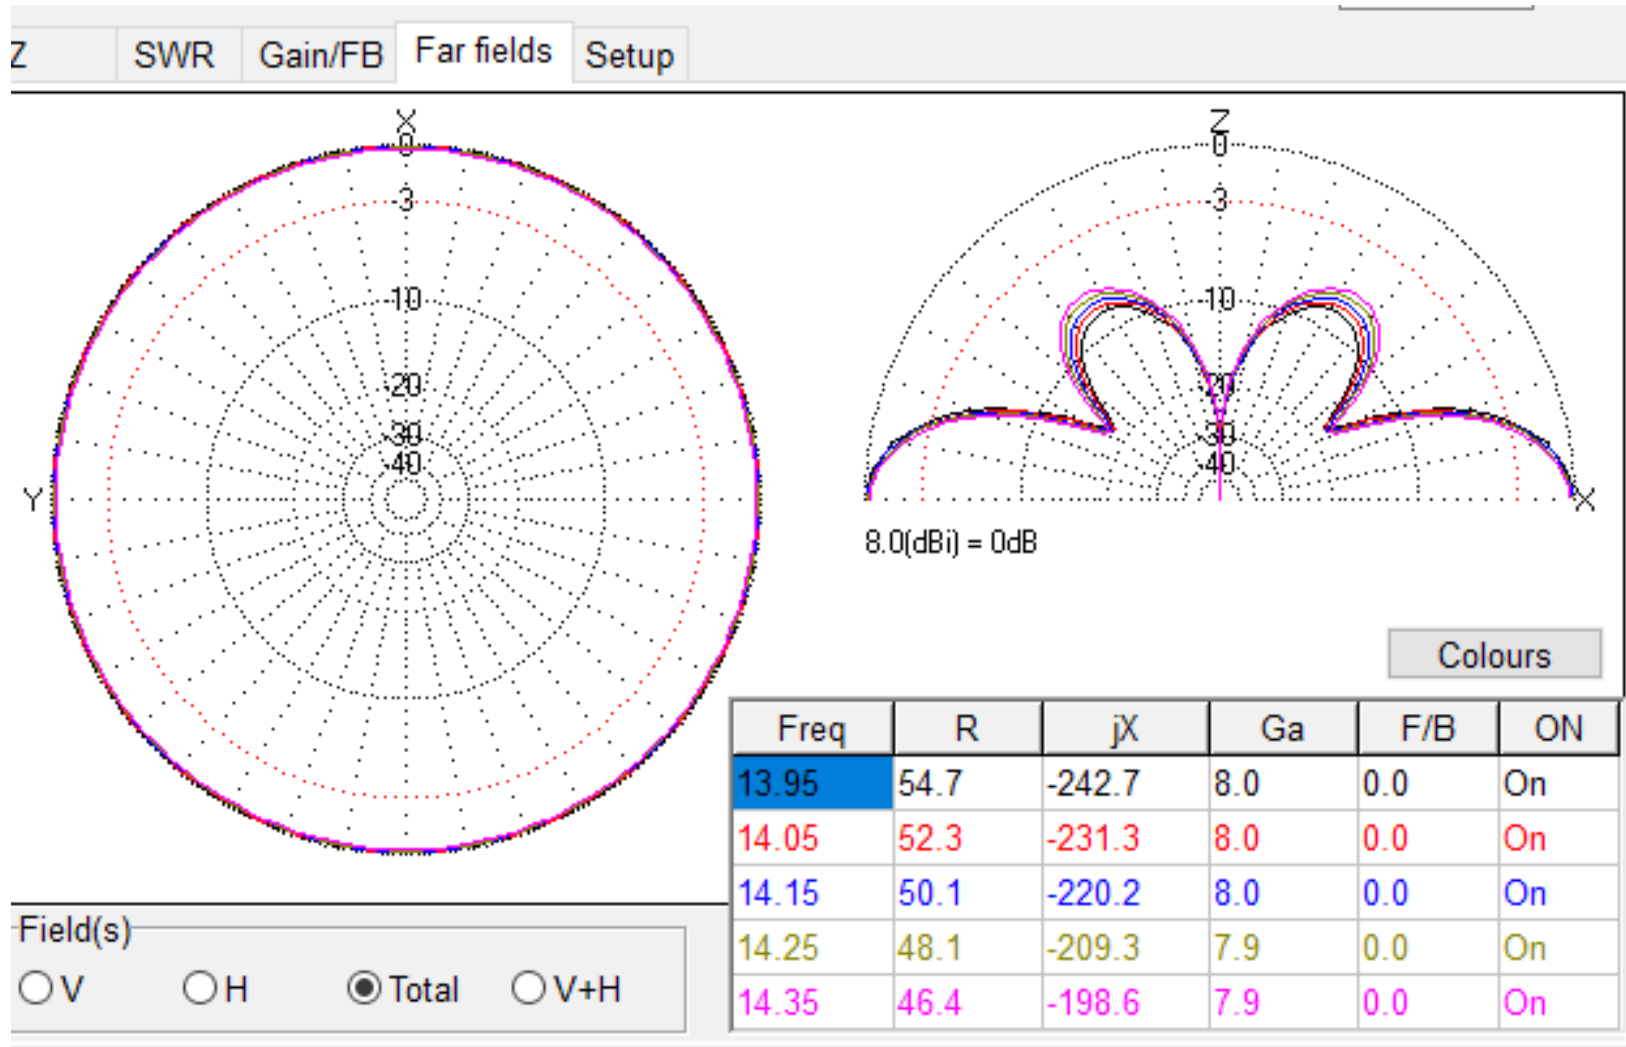 Z SWR Gain/FB Far fields Setup
X
0
-3
-10
-20
-30
-40
Y
Z
0
-3
-10
-20
-30
-40
X
8.0(dBi) = 0dB
Colours
Freq R jX Ga F/B ON
13.95 54.7 -242.7 8.0 0.0 On
14.05 52.3 -231.3 8.0 0.0 On
14.15 50.1 -220.2 8.0 0.0 On
14.25 48.1 -209.3 7.9 0.0 On
14.35 46.4 -198.6 7.9 0.0 On
Field(s)
V H Total V+H